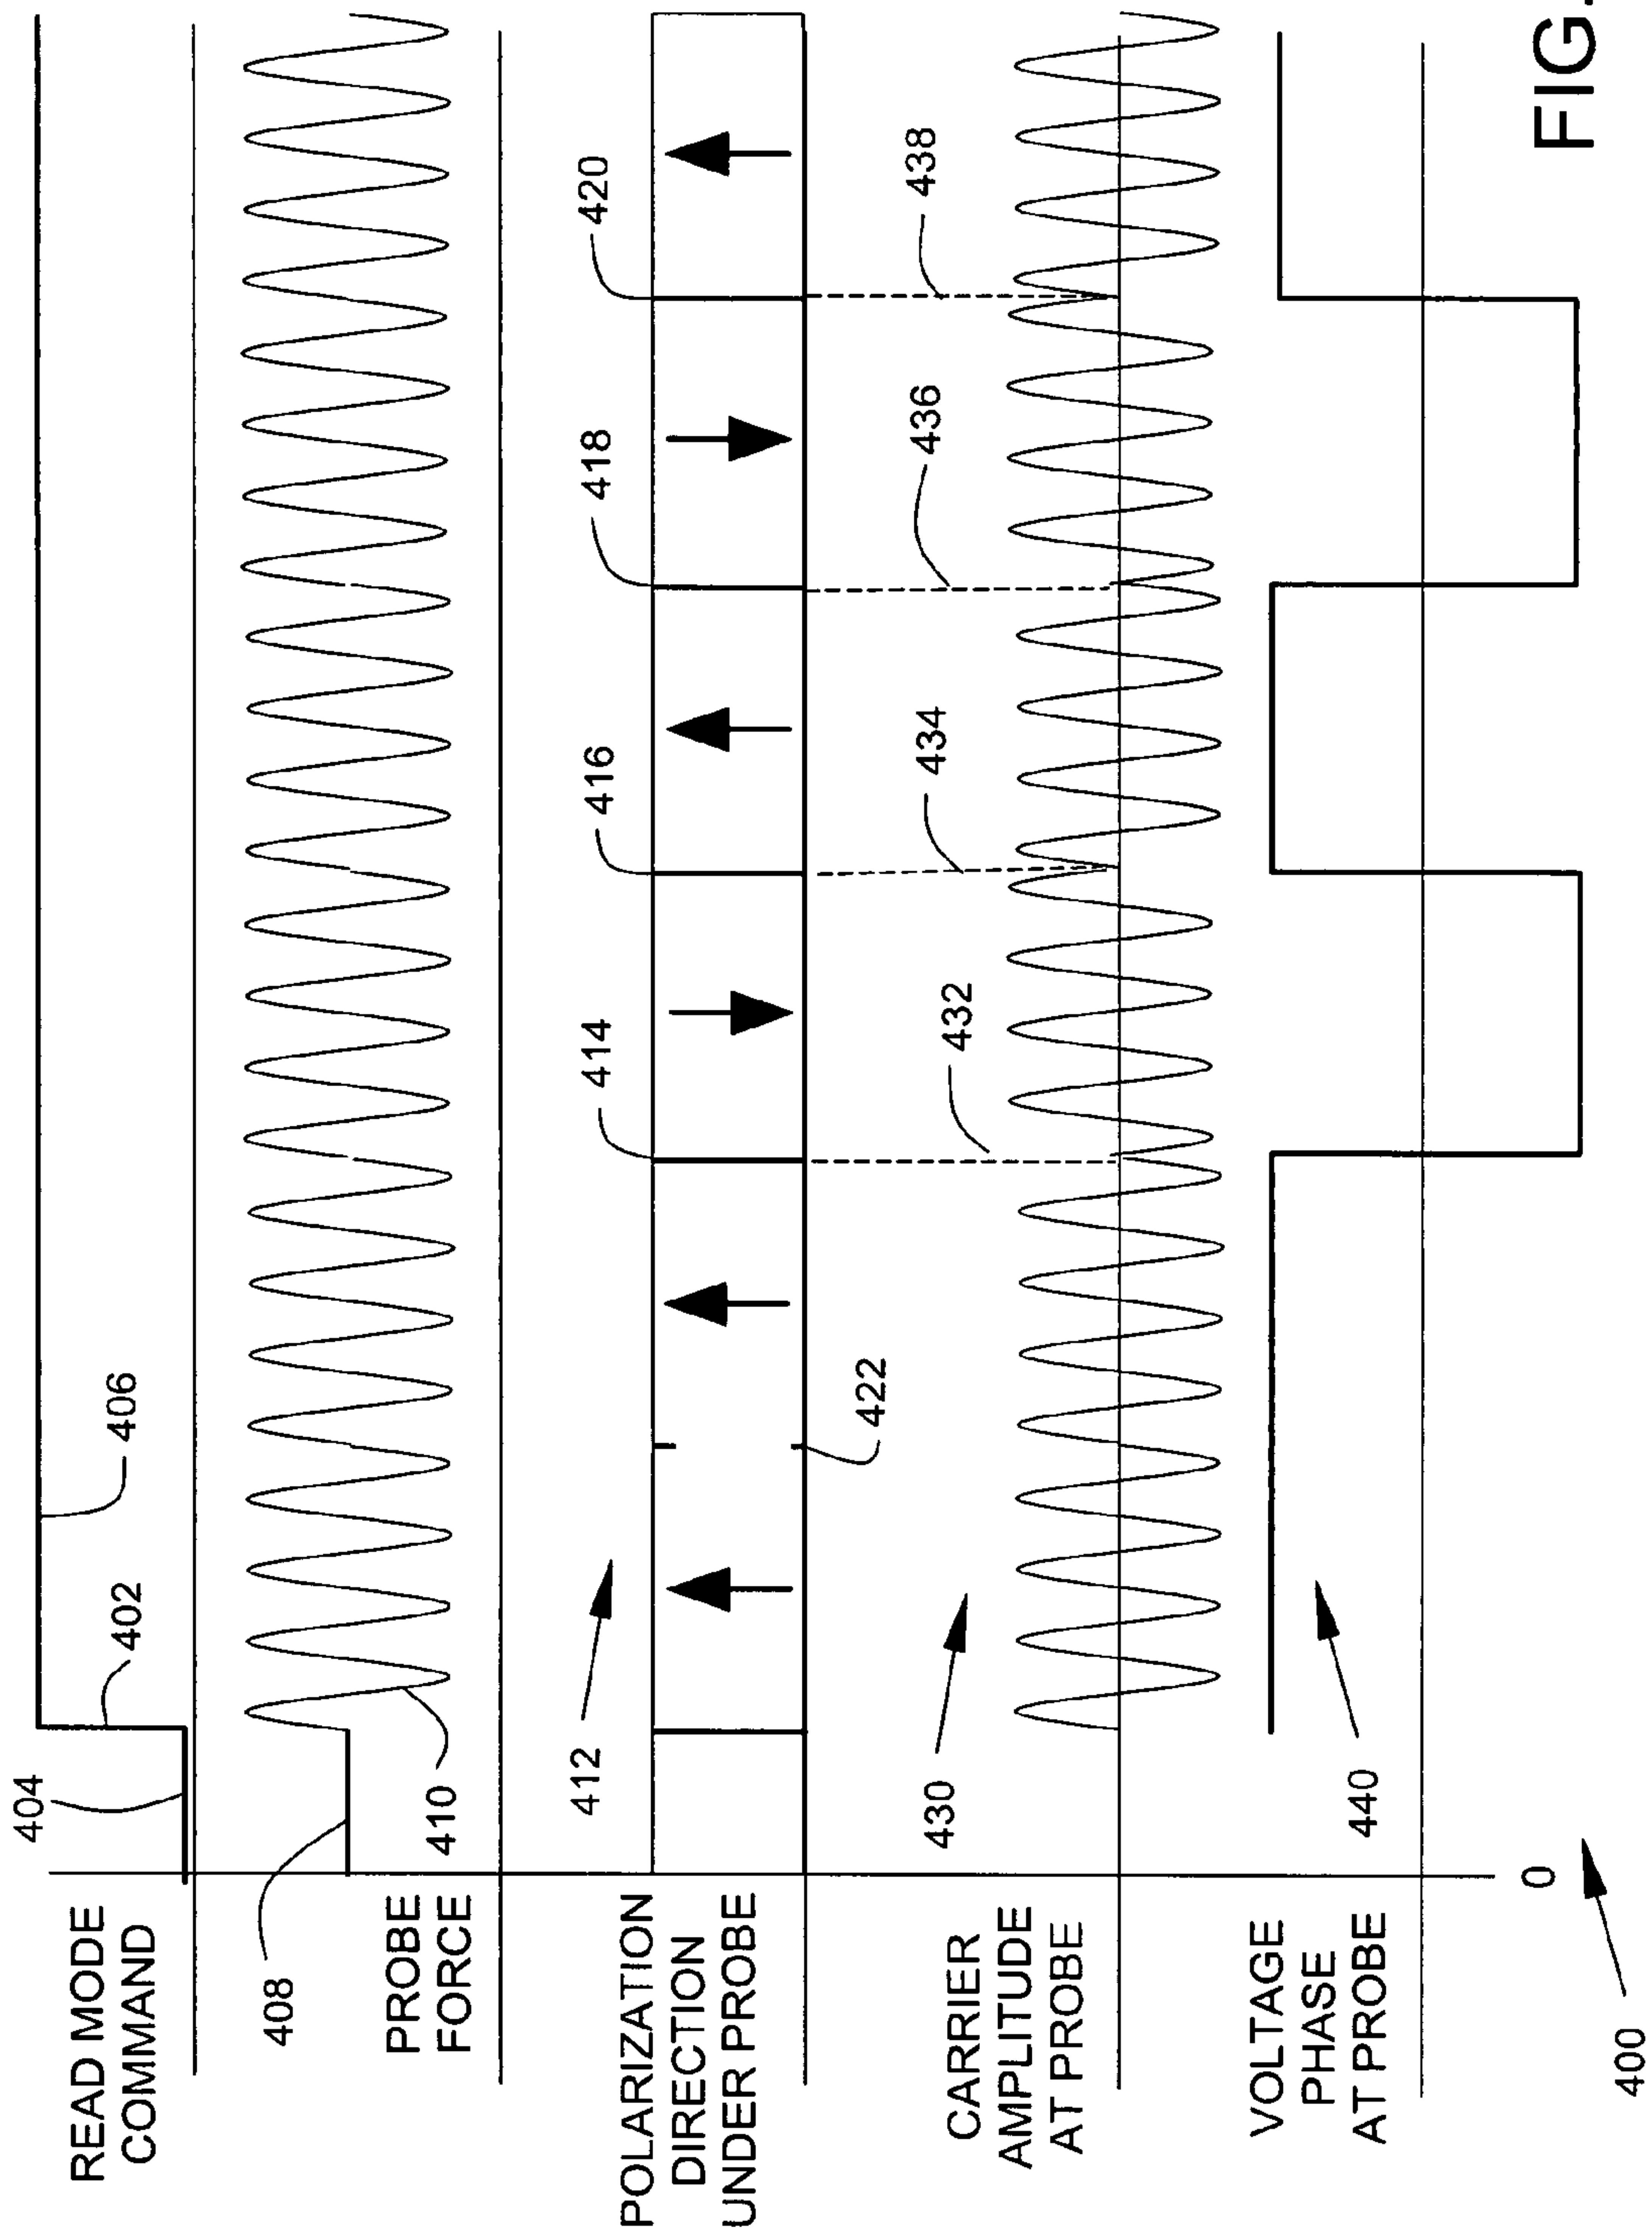 READ MODE
COMMAND
404
402
406
408
PROBE
FORCE
410
POLARIZATION
DIRECTION
UNDER PROBE
412
414
416
418
420
422
CARRIER
AMPLITUDE
AT PROBE
430
432
434
436
438
VOLTAGE
PHASE
AT PROBE
440
0
400
FIG.